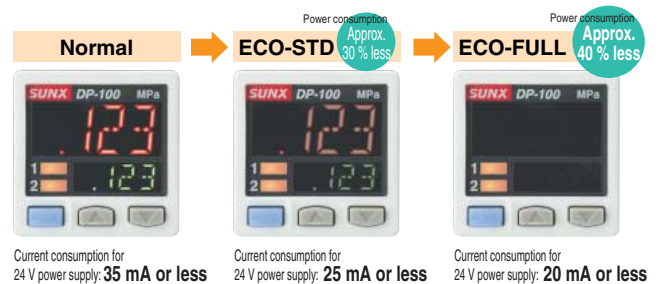 Power consumption
Approx.
30 % less
Power consumption
Approx.
40 % less
Normal
ECO-STD
ECO-FULL
SUNX DP-100 MPa
.123
1
2
.123
SUNX DP-100 MPa
.123
1
2
.123
SUNX DP-100 MPa
1
2
Current consumption for
24 V power supply: 35 mA or less
Current consumption for
24 V power supply: 25 mA or less
Current consumption for
24 V power supply: 20 mA or less